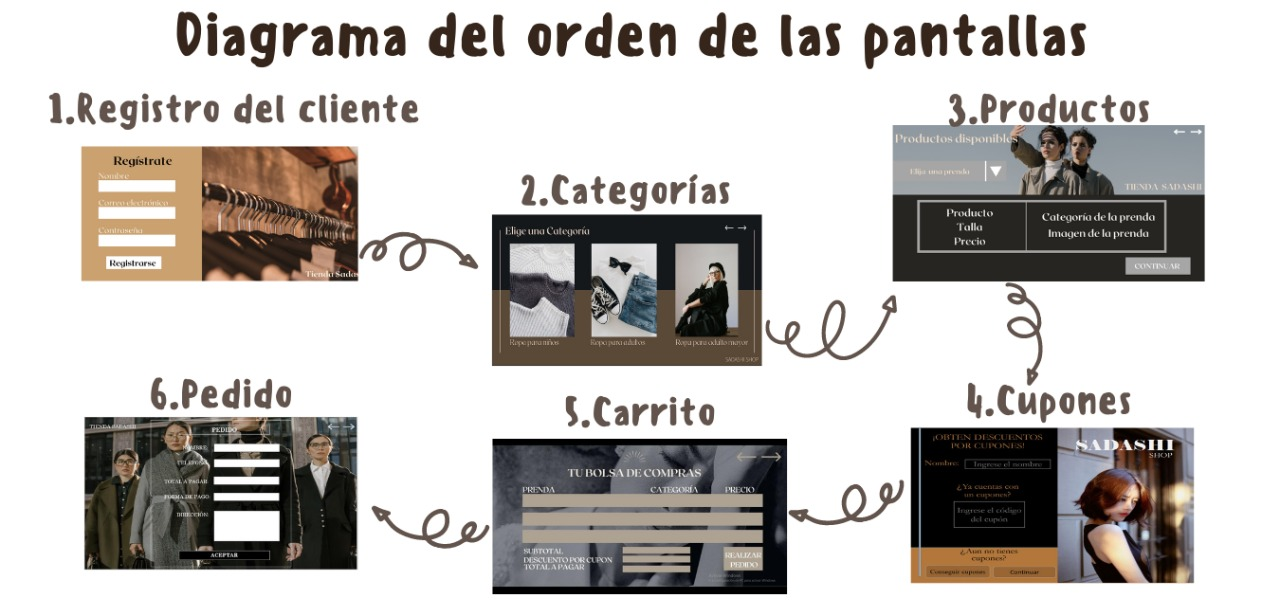 Diagrama del orden de las pantallas
1.Registro del cliente
Regístrate
Nombre
Correo electrónico
Contraseña
Registrarse
Tienda Sadas
2.Categorías
Elige una Categoría
Ropa para niños
Ropa para adultos
Ropa para adulto mayor
SADASHI SHOP
3.Productos
Productos disponibles
Elije una prenda
TIENDA SADASHI
Producto
Talla
Precio
Categoría de la prenda
Imagen de la prenda
CONTINUAR
4.Cupones
¡OBTEN DESCUENTOS
POR CUPONES!
Nombre
Ingrese el nombre
¿Ya cuentas con
un cupones?
Ingrese el código
del cupón
¿Aun no tienes
cupones?
Conseguir cupones
Continuar
SADASHI
SHOP
5.Carrito
TU BOLSA DE COMPRAS
PRENDA
CATEGORÍA
PRECIO
SUBTOTAL
DESCUENTO POR CUPON
TOTAL A PAGAR
REALIZAR
PEDIDO
6.Pedido
TIENDA
PEDIDO
NOMBRE
TELEFONO
TOTAL A PAGAR
FORMA DE PAGO
DIRECCIÓN
ACEPTAR